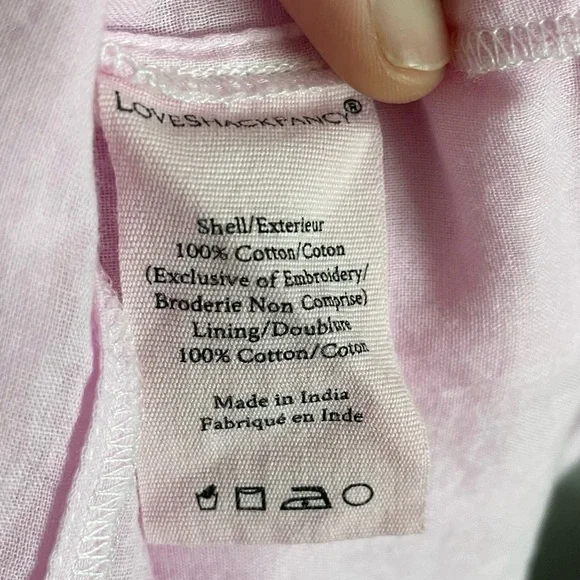 LOVESHACKFANCY®
Shell/Exterieur
100% Cotton/Coton
(Exclusive of Embroidery/
Broderie Non Comprise)
Lining/Doublure
100% Cotton/Coton
Made in India
Fabriqué en Inde